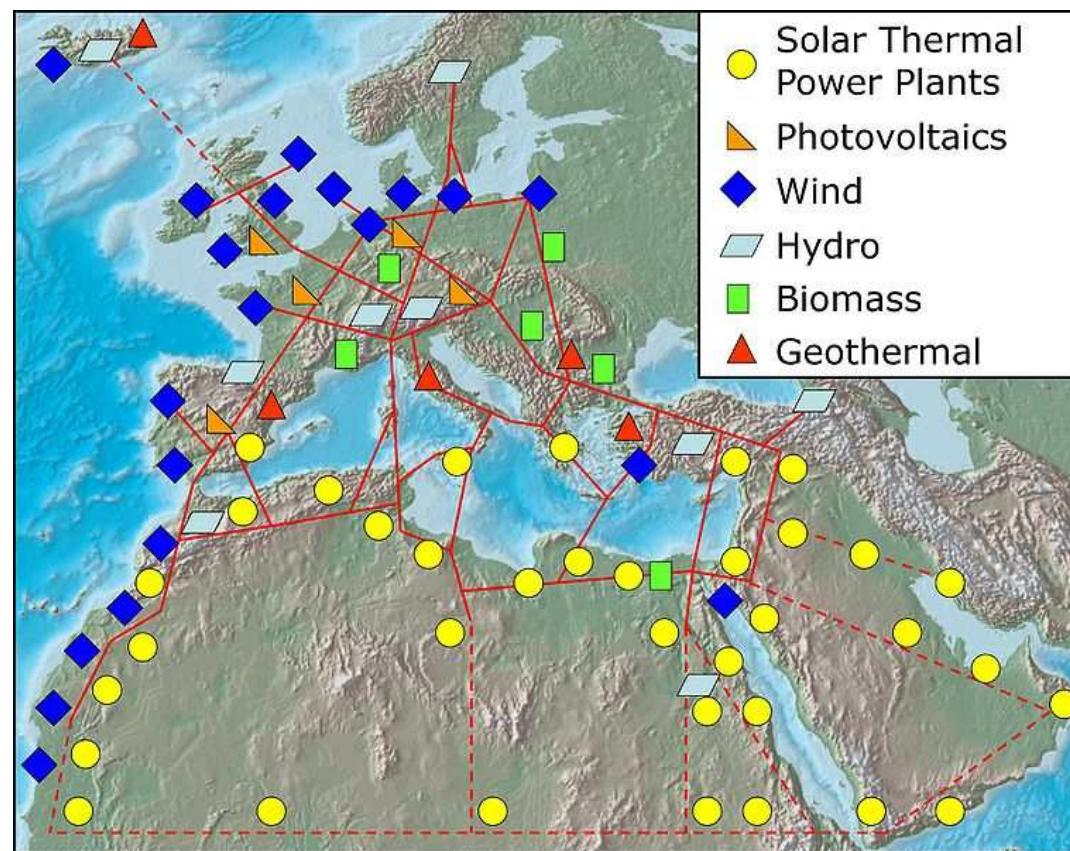 Solar Thermal
Power Plants
Photovoltaics
Wind
Hydro
Biomass
Geothermal